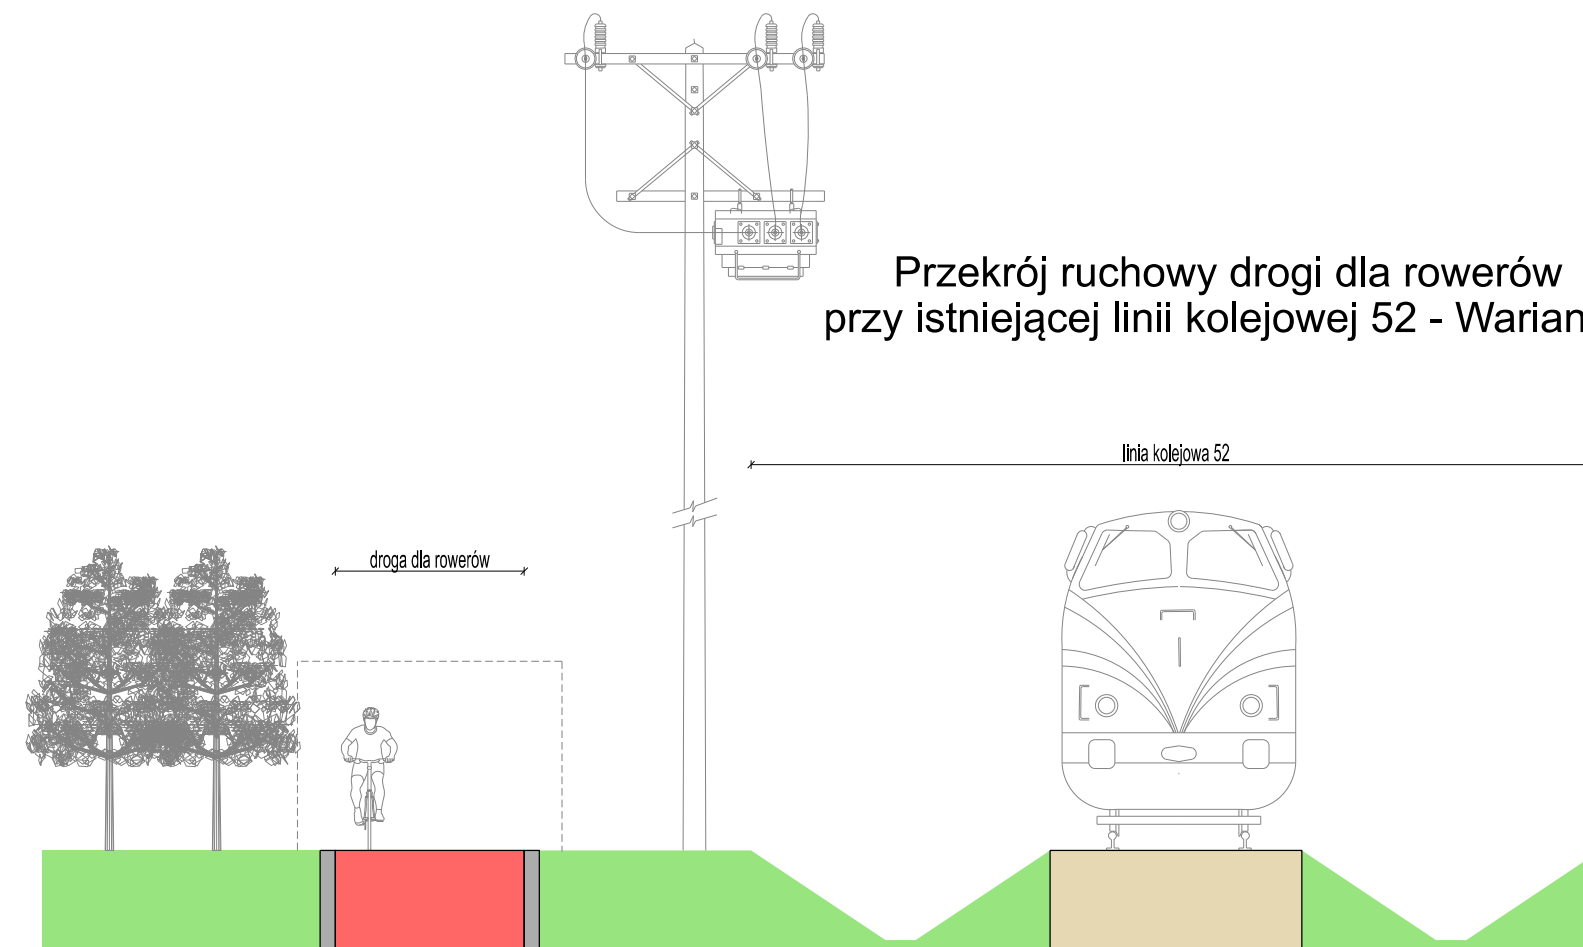 Przekrój ruchowy drogi dla rowerów
przy istniejącej linii kolejowej 52 - Warian
linia kolejowa 52
droga dla rowerów